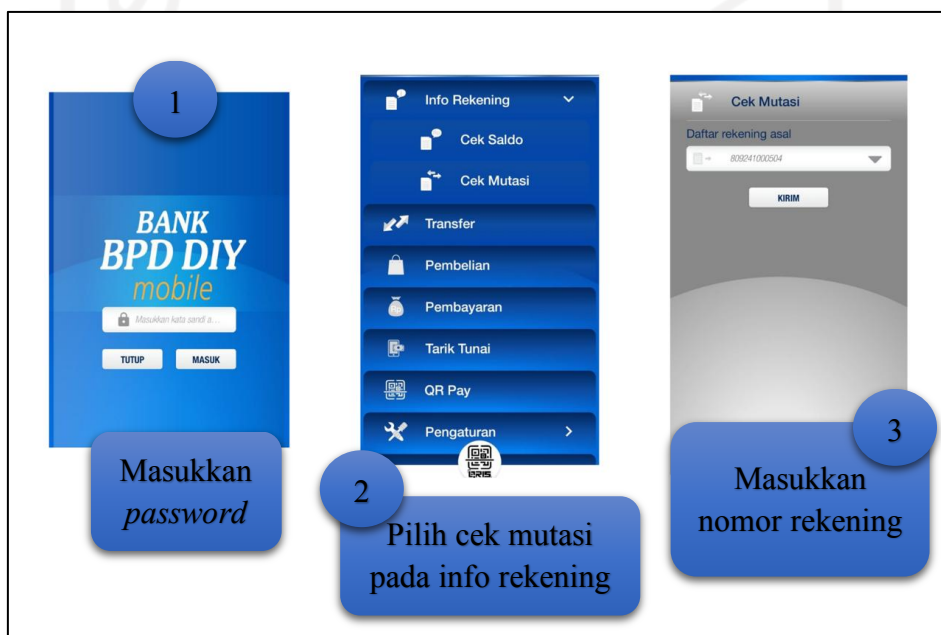 1
BANK
BPD DIY
mobile
Masukkan kata sandi a...
TUTUP
MASUK
Masukkan
password
Info Rekening
Cek Saldo
Cek Mutasi
Transfer
Pembelian
Pembayaran
Tarik Tunai
QR Pay
Pengaturan
2
Pilih cek mutasi
pada info rekening
Cek Mutasi
Daftar rekening asal
809241000504
KIRIM
3
Masukkan
nomor rekening